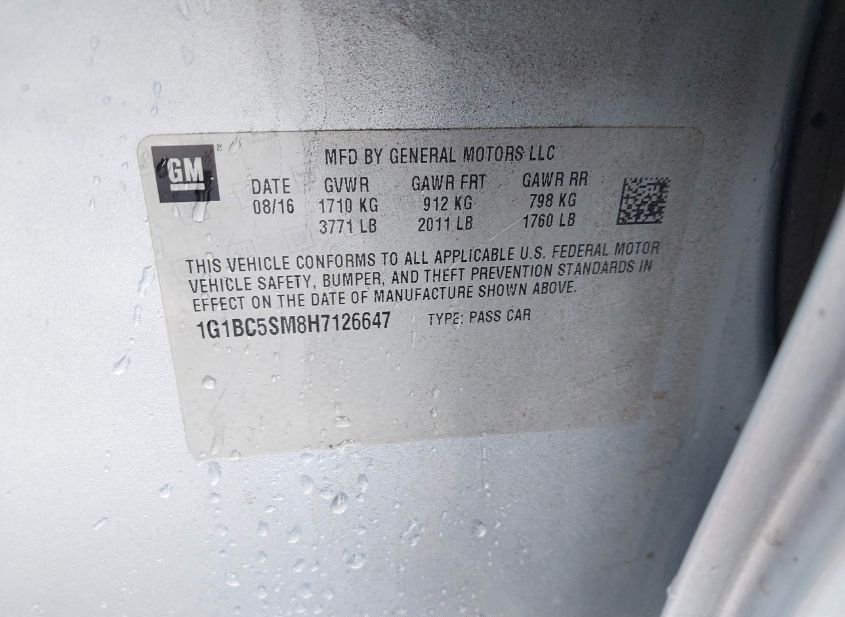 GM
MFD BY GENERAL MOTORS LLC
DATE GVWR GAWR FRT GAWR RR
08/16 1710 KG 912 KG 798 KG
3771 LB 2011 LB 1760 LB
THIS VEHICLE CONFORMS TO ALL APPLICABLE U.S. FEDERAL MOTOR
VEHICLE SAFETY, BUMPER, AND THEFT PREVENTION STANDARDS IN
EFFECT ON THE DATE OF MANUFACTURE SHOWN ABOVE.
1G1BC5SM8H7126647 TYPE: PASS CAR